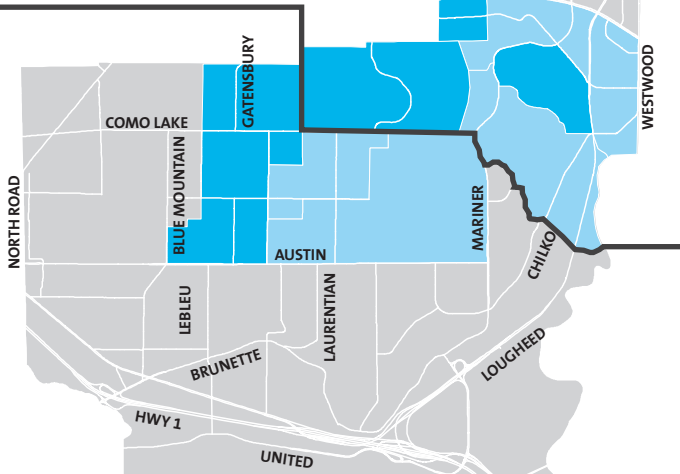 GATENSBURY
WESTWOOD
COMO LAKE
BLUE MOUNTAIN
NORTH ROAD
MARINER
AUSTIN
CHILKO
LEBLEU
LAURENTIAN
BRUNETTE
LOUGHEED
HWY 1
UNITED